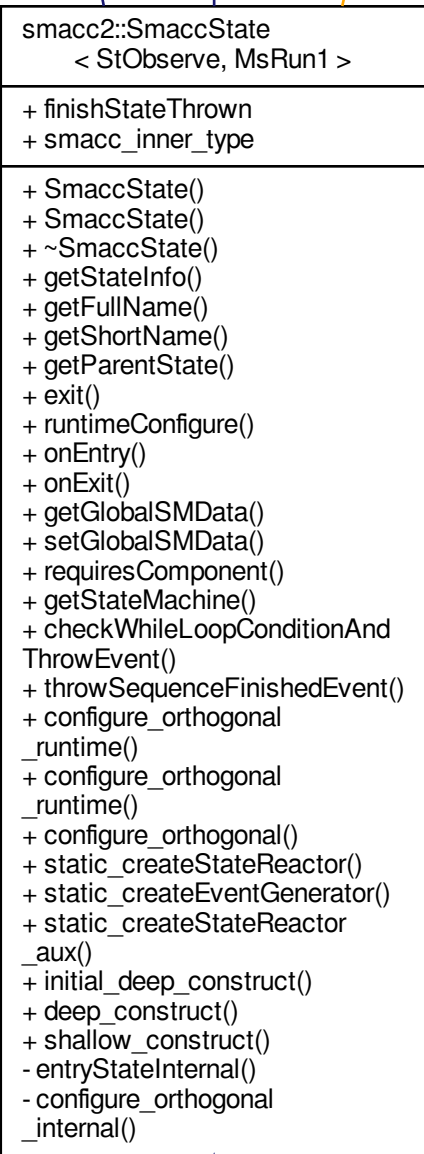 smacc2::SmaccState
< StObserve, MsRun1 >
+ finishStateThrown
+ smacc_inner_type
+ SmaccState()
+ SmaccState()
+ ~SmaccState()
+ getStateInfo()
+ getFullName()
+ getShortName()
+ getParentState()
+ exit()
+ runtimeConfigure()
+ onEntry()
+ onExit()
+ getGlobalSMData()
+ setGlobalSMData()
+ requiresComponent()
+ getStateMachine()
+ checkWhileLoopConditionAnd
ThrowEvent()
+ throwSequenceFinishedEvent()
+ configure_orthogonal
_runtime()
+ configure_orthogonal
_runtime()
+ configure_orthogonal()
+ static_createStateReactor()
+ static_createEventGenerator()
+ static_createStateReactor
_aux()
+ initial_deep_construct()
+ deep_construct()
+ shallow_construct()
- entryStateInternal()
- configure_orthogonal
_internal()